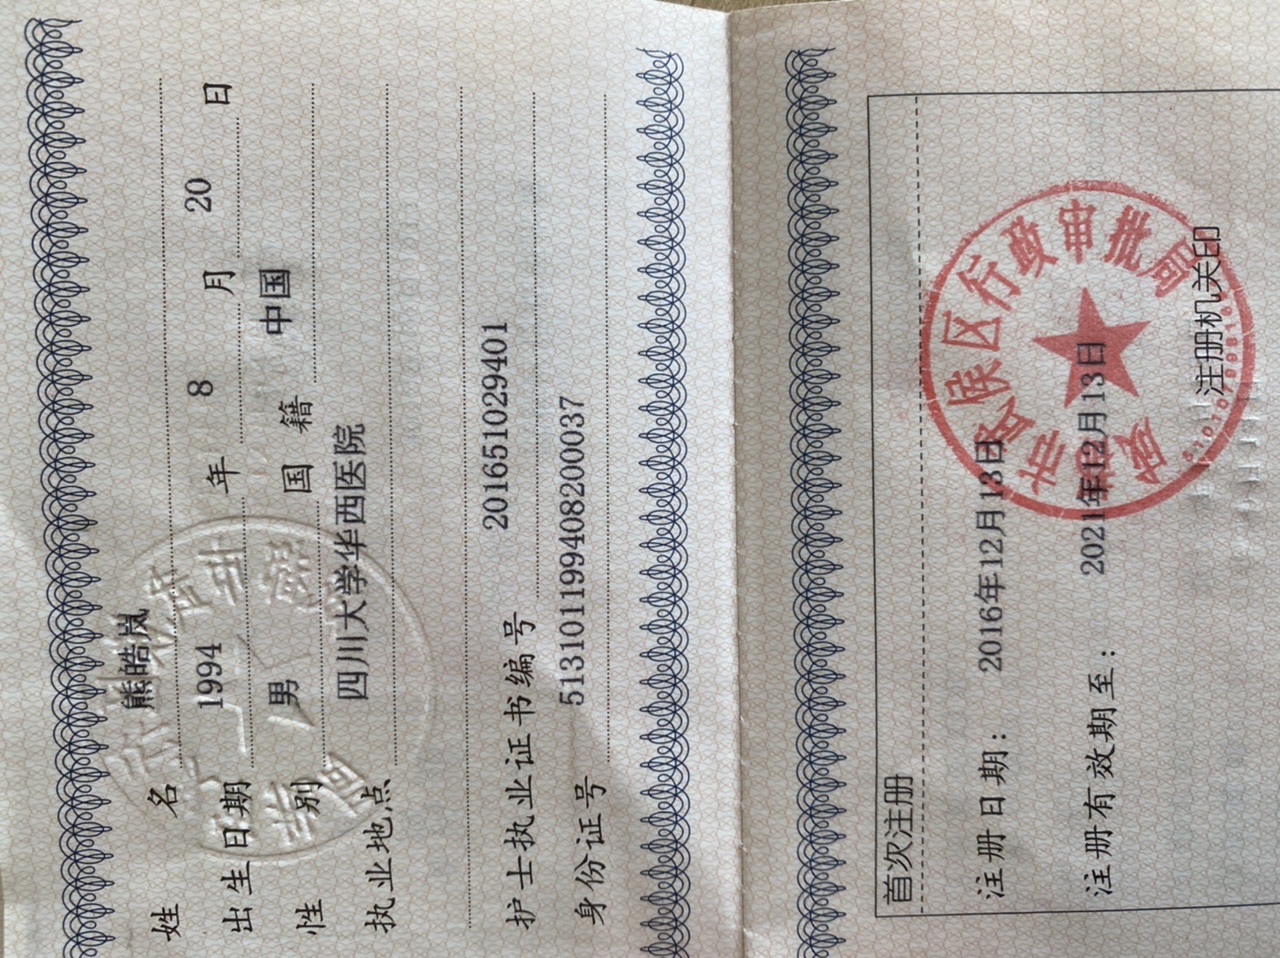 姓名 熊皓岚
出生日期 1994 年 8 月 20 日
性别 男 国籍 中国
执业地点 四川大学华西医院
护士执业证书编号 201651029401
身份证号 513101199408200037
首次注册
注册日期： 2016年12月13日
注册有效期至： 2021年12月13日
注册机关印
成都市武侯区行政审批局